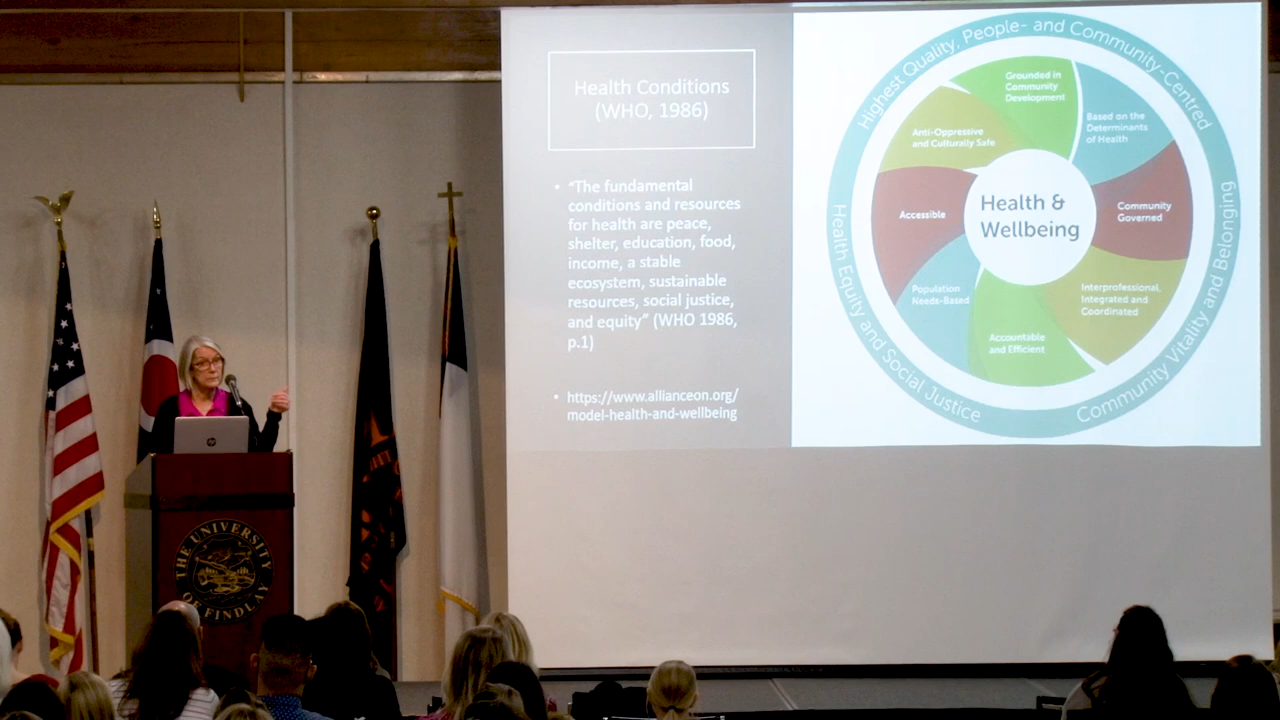 Health Conditions
(WHO, 1986)
• “The fundamental
conditions and resources
for health are peace,
shelter, education, food,
income, a stable
ecosystem, sustainable
resources, social justice,
and equity” (WHO 1986,
p.1)
• https://www.allianceon.org/
model-health-and-wellbeing
Highest Quality, People- and Community-Centred
Grounded in
Community
Development
Based on the
Determinants
of Health
Anti-Oppressive
and Culturally Safe
Accessible
Health &
Wellbeing
Community
Governed
Population
Needs-Based
Interprofessional,
Integrated and
Coordinated
Accountable
and Efficient
Health Equity and Social Justice
Community Vitality and Belonging
hp
THE UNIVERSITY
OF FINDLAY